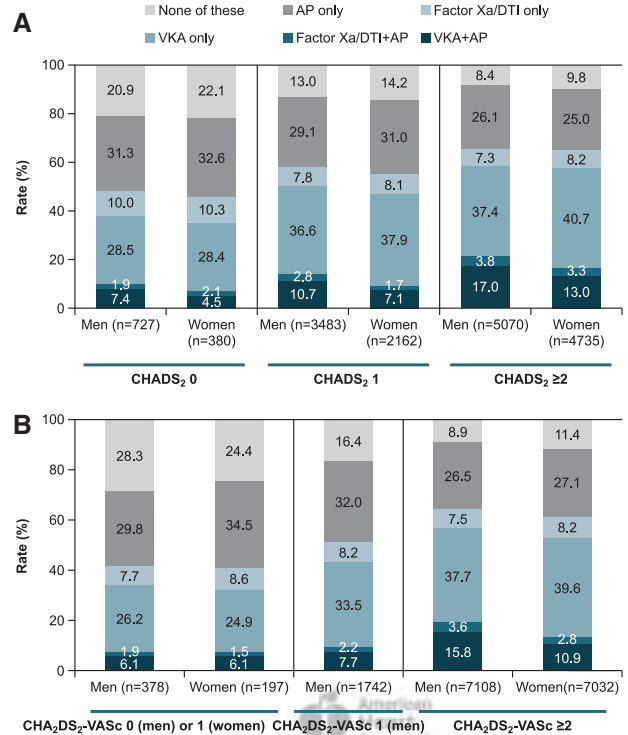 None of these AP only Factor Xa/DTI only
VKA only Factor Xa/DTI+AP VKA+AP
A
Rate (%)
100
80
60
40
20
0
20.9 22.1 13.0 14.2 8.4 9.8
31.3 32.6 29.1 31.0 26.1 25.0
10.0 10.3 7.8 8.1 7.3 8.2
28.5 28.4 36.6 37.9 37.4 40.7
1.9 2.1 2.8 1.7 3.8 3.3
7.4 4.5 10.7 7.1 17.0 13.0
Men (n=727) Women Men (n=3483) Women Men (n=5070) Women
(n=380) (n=2162) (n=4735)
CHADS₂ 0 CHADS₂ 1 CHADS₂ ≥2
B
Rate (%)
100
80
60
40
20
0
28.3 24.4 16.4 8.9 11.4
29.8 34.5 32.0 26.5 27.1
7.7 8.6 8.2 7.5 8.2
26.2 24.9 33.5 37.7 39.6
1.9 1.5 2.2 3.6 2.8
6.1 6.1 7.7 15.8 10.9
Men (n=378) Women (n=197) Men (n=1742) Men (n=7108) Women(n=7032)
American
Heart
CHA₂DS₂-VASc 0 (men) or 1 (women) CHA₂DS₂-VASc 1 (men) CHA₂DS₂-VASc ≥2